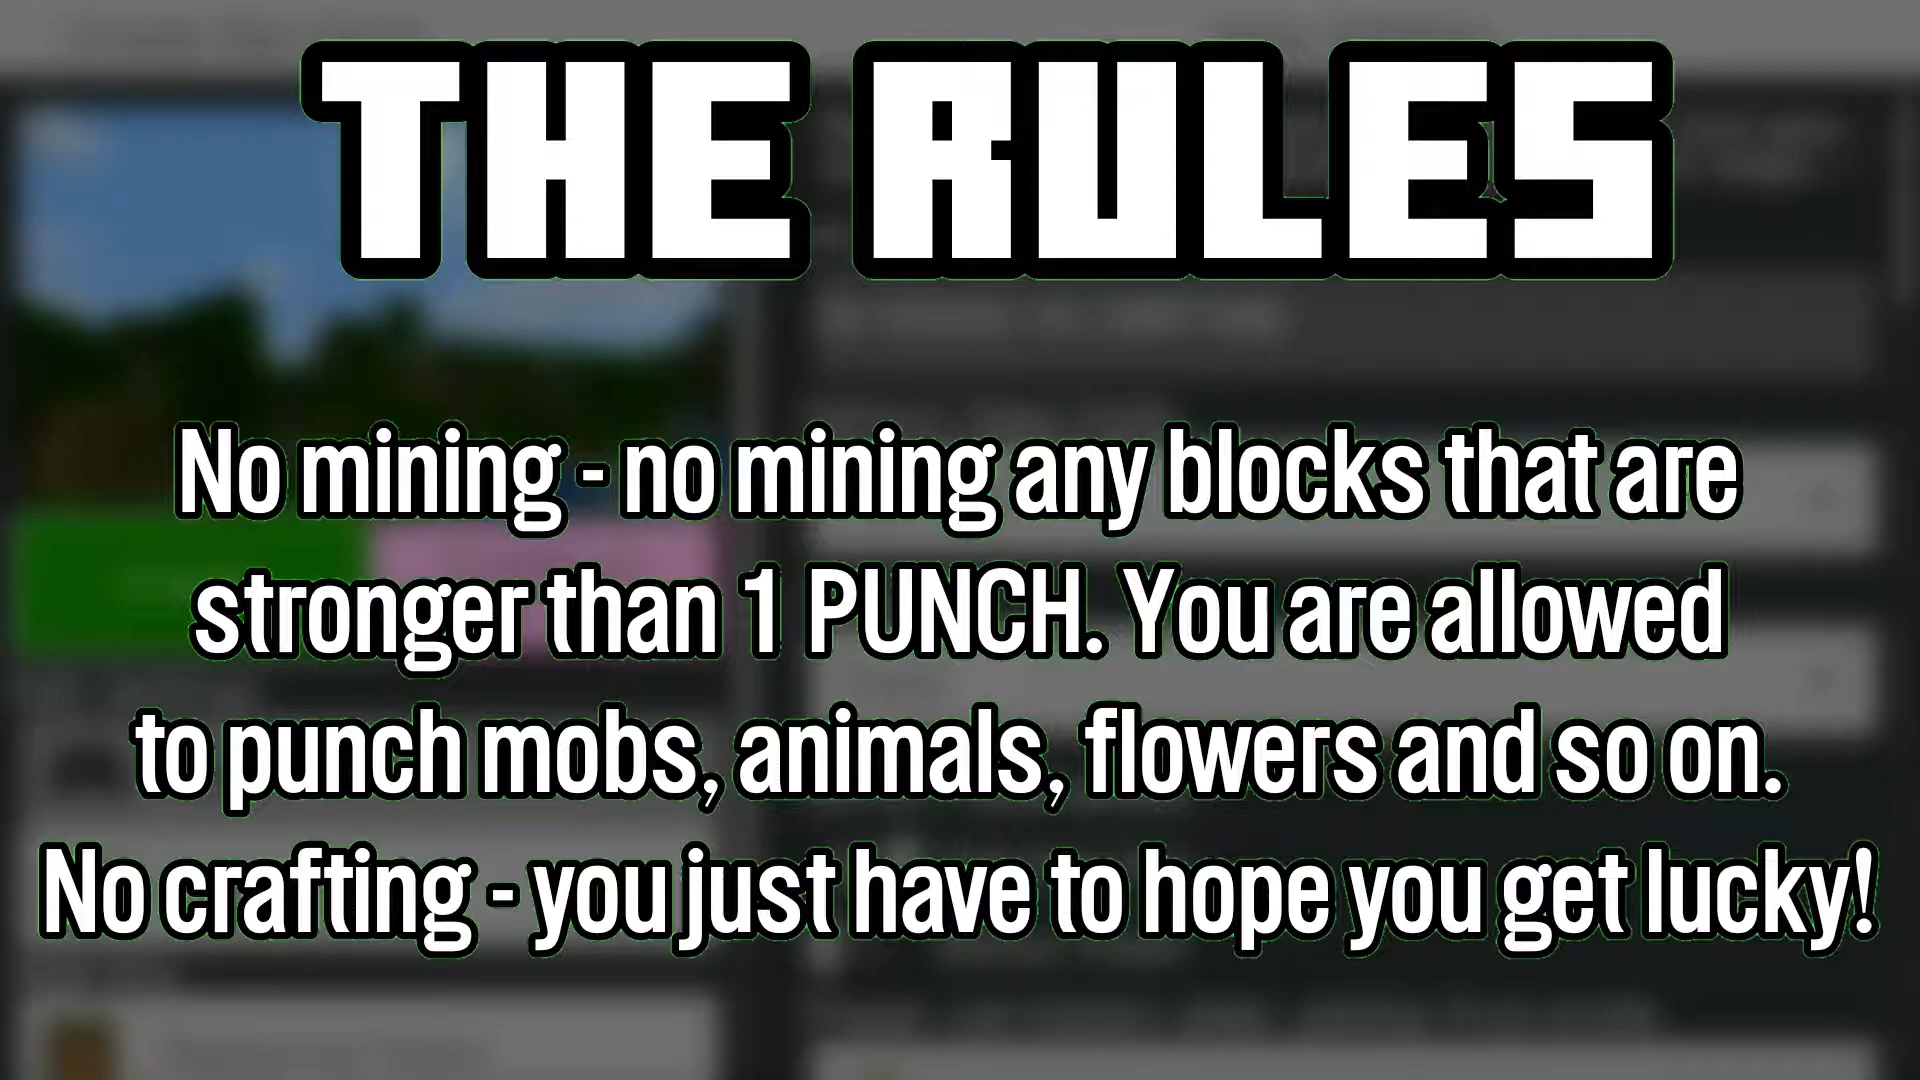 THE RULES
No mining - no mining any blocks that are
stronger than 1 PUNCH. You are allowed
to punch mobs, animals, flowers and so on.
No crafting - you just have to hope you get lucky!